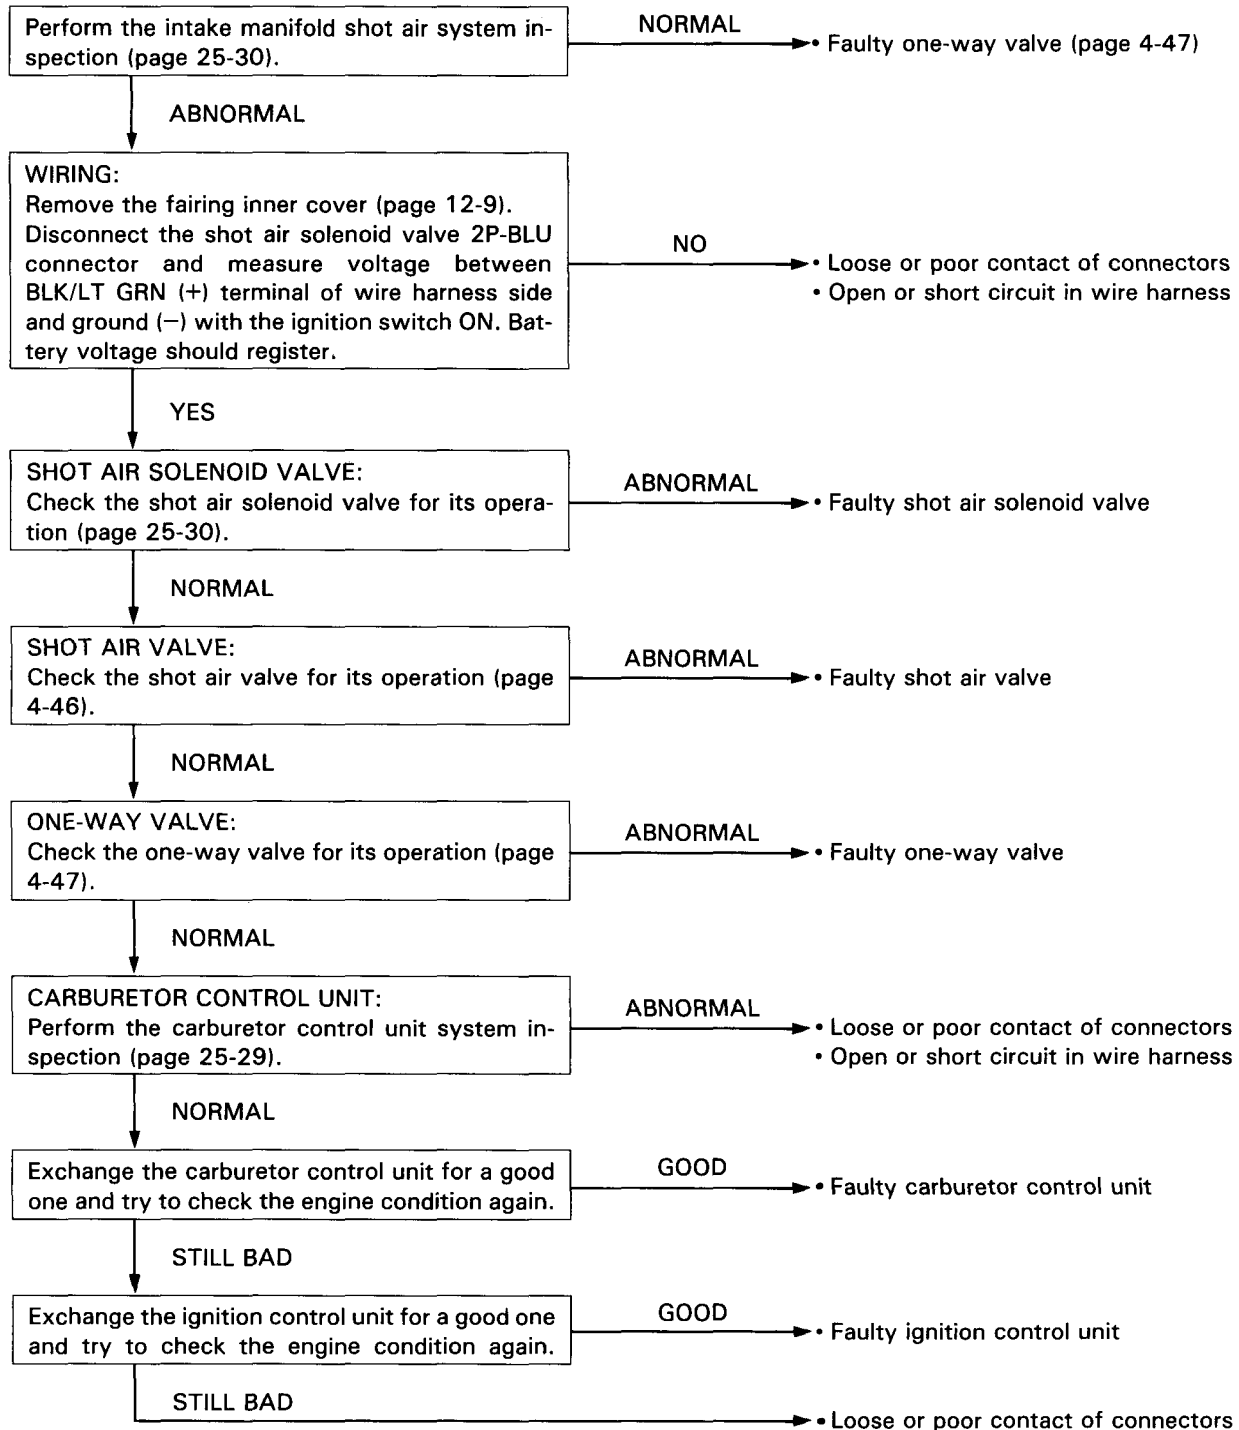 Perform the intake manifold shot air system in-
spection (page 25-30).
NORMAL
• Faulty one-way valve (page 4-47)
ABNORMAL
WIRING:
Remove the fairing inner cover (page 12-9).
Disconnect the shot air solenoid valve 2P-BLU
connector and measure voltage between
BLK/LT GRN (+) terminal of wire harness side
and ground (−) with the ignition switch ON. Bat-
tery voltage should register.
NO
• Loose or poor contact of connectors
• Open or short circuit in wire harness
YES
SHOT AIR SOLENOID VALVE:
Check the shot air solenoid valve for its opera-
tion (page 25-30).
ABNORMAL
• Faulty shot air solenoid valve
NORMAL
SHOT AIR VALVE:
Check the shot air valve for its operation (page
4-46).
ABNORMAL
• Faulty shot air valve
NORMAL
ONE-WAY VALVE:
Check the one-way valve for its operation (page
4-47).
ABNORMAL
• Faulty one-way valve
NORMAL
CARBURETOR CONTROL UNIT:
Perform the carburetor control unit system in-
spection (page 25-29).
ABNORMAL
• Loose or poor contact of connectors
• Open or short circuit in wire harness
NORMAL
Exchange the carburetor control unit for a good
one and try to check the engine condition again.
GOOD
• Faulty carburetor control unit
STILL BAD
Exchange the ignition control unit for a good one
and try to check the engine condition again.
GOOD
• Faulty ignition control unit
STILL BAD
• Loose or poor contact of connectors